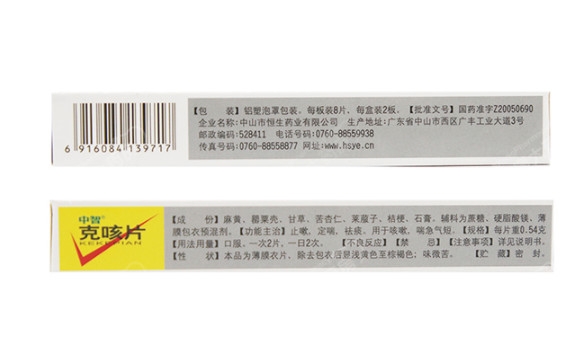 【包　装】铝塑泡罩包装。每板装8片，每盒装2板。【批准文号】国药准字Z20050690
企业名称:中山市恒生药业有限公司 生产地址:广东省中山市西区广丰工业大道3号
邮政编码:528411 电话号码:0760-88559938
传真号码:0760-88558877 网址:www.hsye.com
6 916084 139717
中智®
克咳片
KEKEPIAN
【成　份】麻黄、罂粟壳、甘草、苦杏仁、莱菔子、桔梗、石膏。辅料为蔗糖、硬脂酸镁、薄
膜包衣预混剂。【功能主治】止嗽，定喘，祛痰。用于咳嗽，喘急气短。【规格】每片重0.54克
【用法用量】口服。一次2片，一日2次。【不良反应】【禁　忌】【注意事项】详见说明书。
【性　状】本品为薄膜衣片，除去包衣后显浅黄色至棕褐色；味微苦。【贮　藏】密 封。